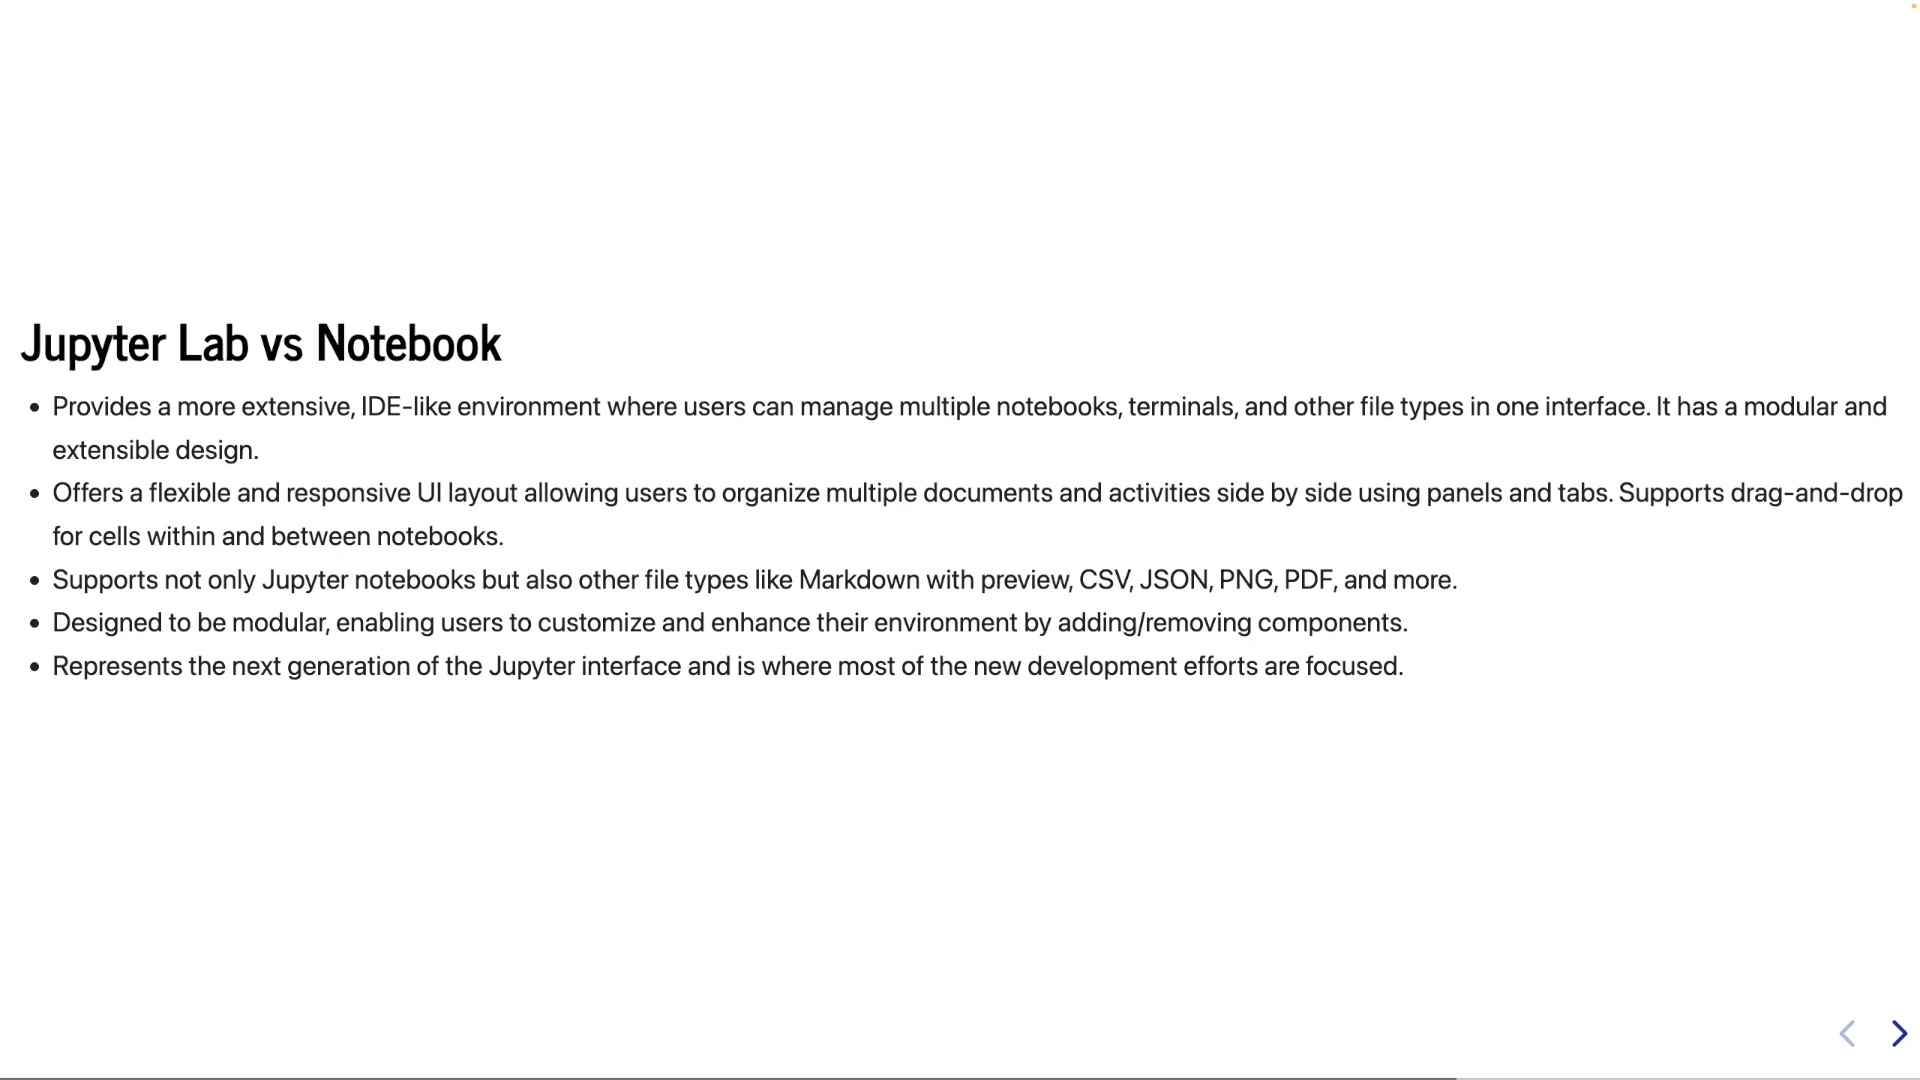 Jupyter Lab vs Notebook
• Provides a more extensive, IDE-like environment where users can manage multiple notebooks, terminals, and other file types in one interface. It has a modular and
extensible design.
• Offers a flexible and responsive UI layout allowing users to organize multiple documents and activities side by side using panels and tabs. Supports drag-and-drop
for cells within and between notebooks.
• Supports not only Jupyter notebooks but also other file types like Markdown with preview, CSV, JSON, PNG, PDF, and more.
• Designed to be modular, enabling users to customize and enhance their environment by adding/removing components.
• Represents the next generation of the Jupyter interface and is where most of the new development efforts are focused.